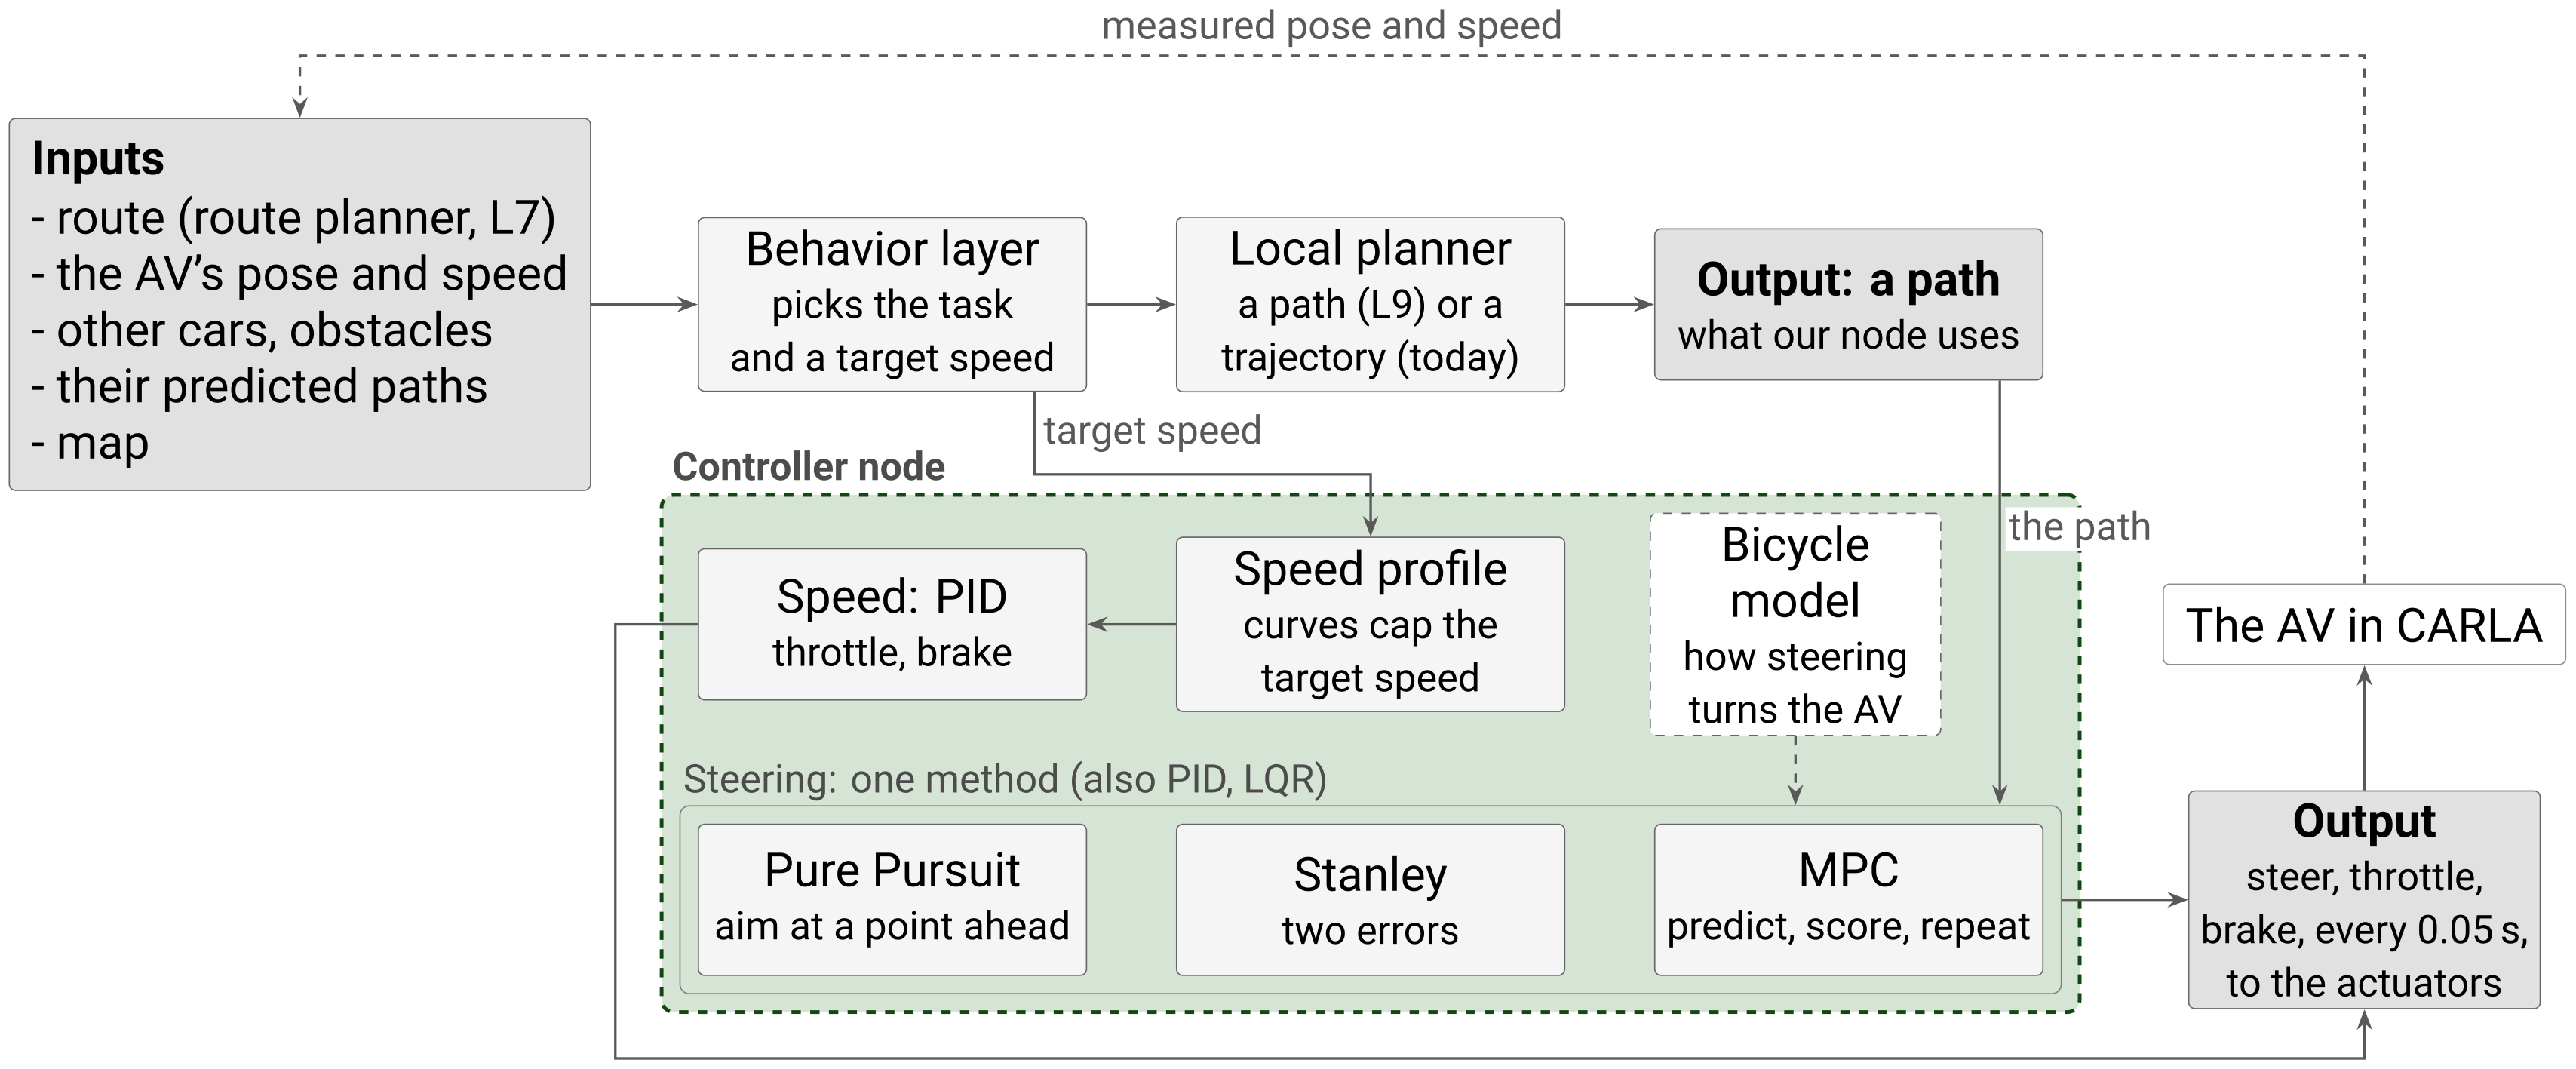 measured pose and speed
Inputs
- route (route planner, L7)
- the AV’s pose and speed
- other cars, obstacles
- their predicted paths
- map
Behavior layer
picks the task
and a target speed
Local planner
a path (L9) or a
trajectory (today)
Output: a path
what our node uses
target speed
Controller node
the path
Speed: PID
throttle, brake
Speed profile
curves cap the
target speed
Bicycle
model
how steering
turns the AV
The AV in CARLA
Steering: one method (also PID, LQR)
Pure Pursuit
aim at a point ahead
Stanley
two errors
MPC
predict, score, repeat
Output
steer, throttle,
brake, every 0.05 s,
to the actuators